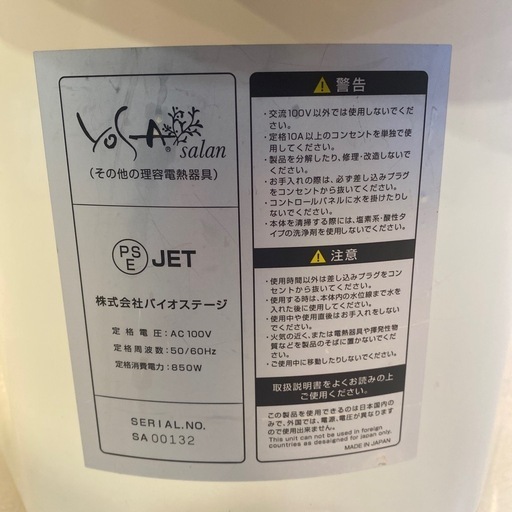 YOSA® salan
(その他の理容電熱器具)
PSE JET
株式会社バイオステージ
定格電圧:AC100V
定格周波数:50/60Hz
定格消費電力:850W
SERIAL.NO.
SA00132
警告
・交流100V以外では使用しないでくだ
さい。
・定格10A以上のコンセントを単独で使
用してください。
・製品を分解したり、修理・改造しないで
ください。
・お手入れの際は、必ず差し込みプラグ
をコンセントから抜いてください。
・コントロールパネルに水を掛けたりし
ないでください。
・本体を清掃する際には、塩素系・酸性タ
イプの洗浄剤を使用しないでください。
注意
・使用時間以外は差し込みプラグをコン
セントから抜いてください。
・使用する時は、本体内の水位線まで水を
入れた後に使用してください。
・使用中や使用直後はお手入れをしない
でください。
・火気の近く、または電熱器具や揮発性物
質などを製品のそばに置かないでくだ
さい。
・ご使用中に移動したりしないでください。
取扱説明書をよくお読みの上
ご使用ください。
この製品を使用できるのは日本国内の
みで、外国では、電源、電圧が異なります
ので使用出来ません。
This unit can not be used in foreign
countries as deseigned for Japan only.
MADE IN JAPAN